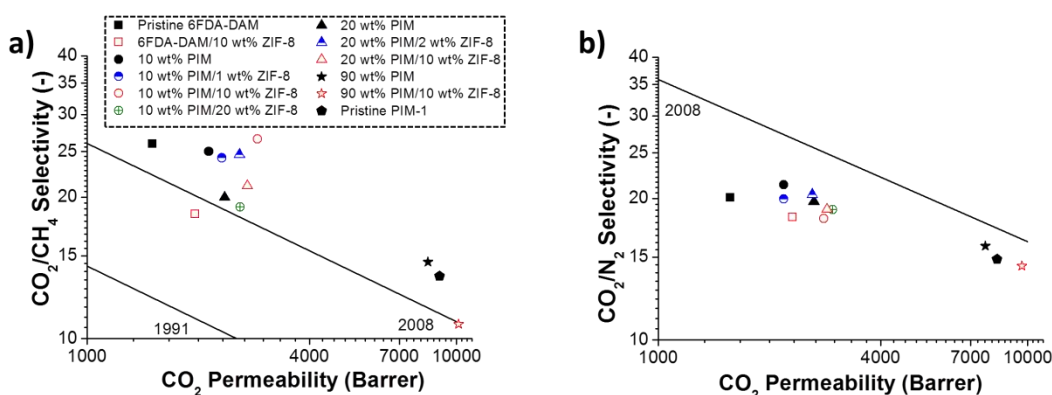 a)
Pristine 6FDA-DAM
6FDA-DAM/10 wt% ZIF-8
10 wt% PIM
10 wt% PIM/1 wt% ZIF-8
10 wt% PIM/10 wt% ZIF-8
10 wt% PIM/20 wt% ZIF-8
20 wt% PIM
20 wt% PIM/2 wt% ZIF-8
20 wt% PIM/10 wt% ZIF-8
90 wt% PIM
90 wt% PIM/10 wt% ZIF-8
Pristine PIM-1
CO2/CH4 Selectivity (-)
40
35
30
25
20
15
10
1991
2008
1000
4000
7000
10000
CO2 Permeability (Barrer)
b)
CO2/N2 Selectivity (-)
40
35
30
25
20
15
10
2008
1000
4000
7000
10000
CO2 Permeability (Barrer)